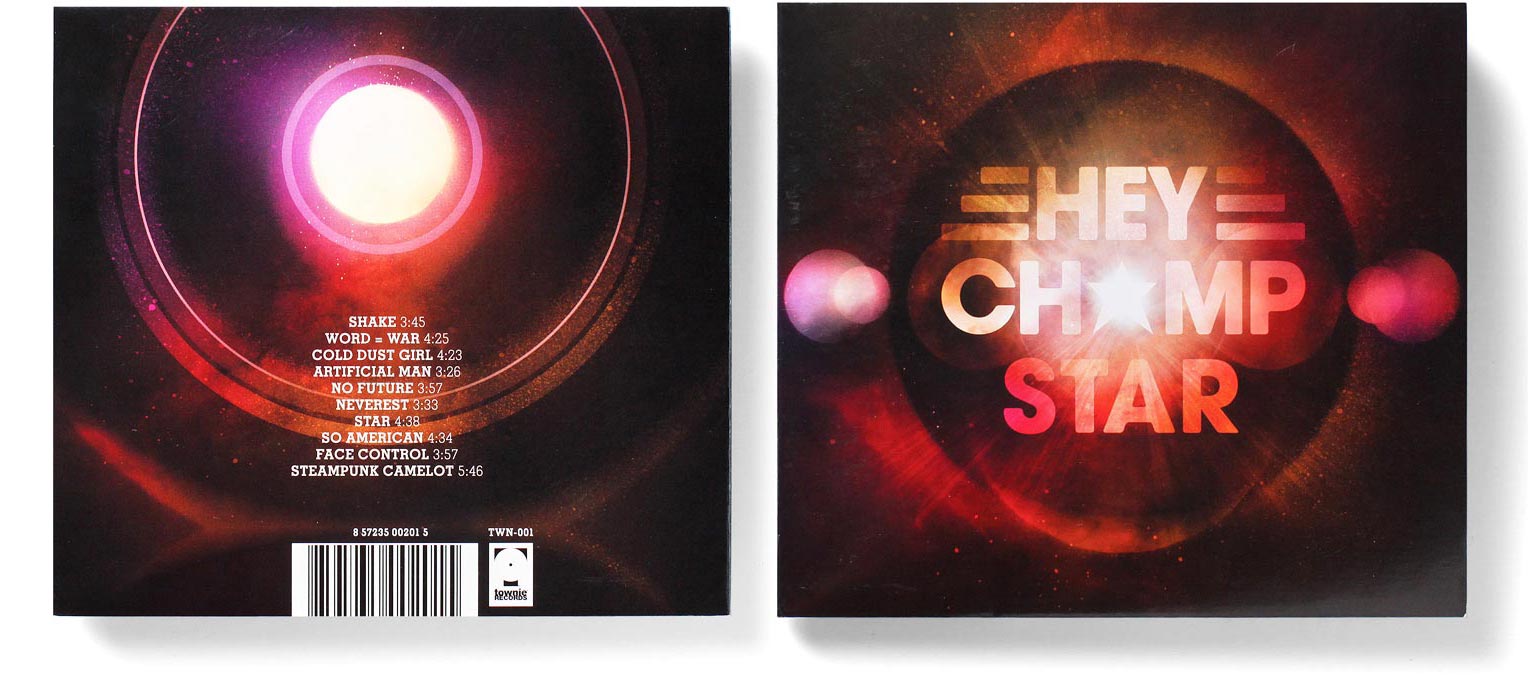 SHAKE 3:45
WORD = WAR 4:25
COLD DUST GIRL 4:23
ARTIFICIAL MAN 3:26
NO FUTURE 3:57
NEVEREST 3:33
STAR 4:38
SO AMERICAN 4:34
FACE CONTROL 3:57
STEAMPUNK CAMELOT 5:46
8 57235 00201 5
TWN-001
townie
RECORDS
HEY
CH★MP
STAR